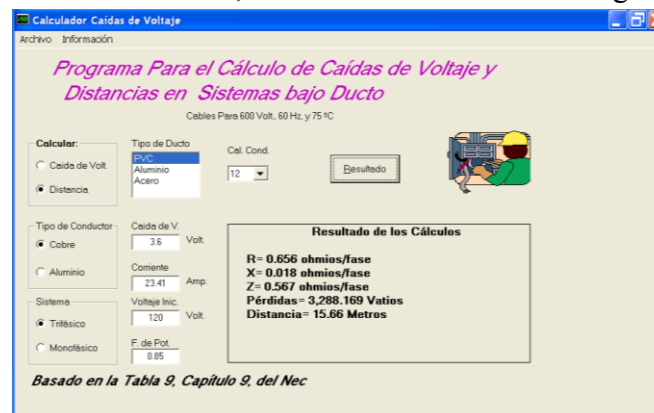 Calculador Caidas de Voltaje
Archivo Información
Programa Para el Cálculo de Caídas de Voltaje y
Distancias en Sistemas bajo Ducto
Cables Para 600 Volt., 60 Hz, y 75 ºC
Calcular:
Caida de Volt.
Distancia
Tipo de Ducto
PVC
Aluminio
Acero
Cal. Cond.
12
Resultado
Tipo de Conductor
Cobre
Aluminio
Caida de V.
3.6 Volt.
Corriente
23.41 Amp.
Sistema
Trifásico
Monofásico
Voltaje Inic.
120 Volt.
F. de Pot.
0.85
Resultado de los Cálculos
R= 0.656 ohmios/fase
X= 0.018 ohmios/fase
Z= 0.567 ohmios/fase
Pérdidas= 3,288.169 Vatios
Distancia= 15.66 Metros
Basado en la Tabla 9, Capítulo 9, del Nec